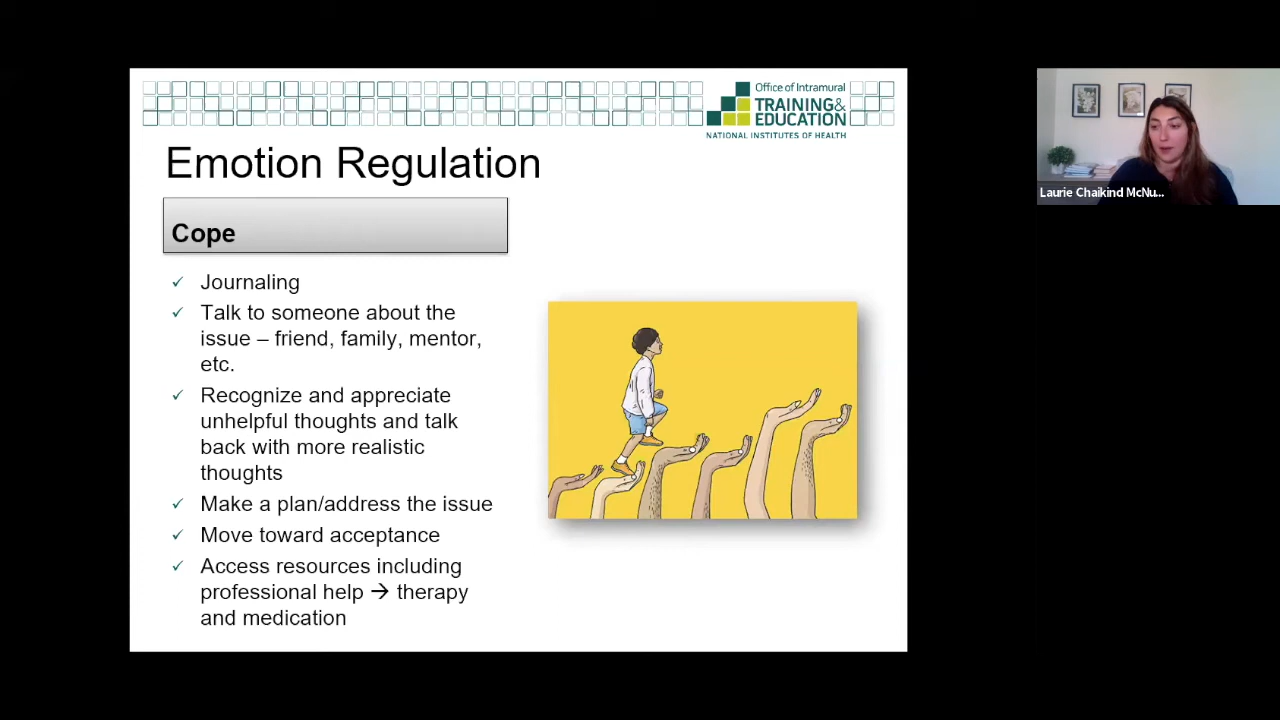 Office of Intramural
TRAINING&
EDUCATION
NATIONAL INSTITUTES OF HEALTH
Emotion Regulation
Cope
✓ Journaling
✓ Talk to someone about the
issue – friend, family, mentor,
etc.
✓ Recognize and appreciate
unhelpful thoughts and talk
back with more realistic
thoughts
✓ Make a plan/address the issue
✓ Move toward acceptance
✓ Access resources including
professional help → therapy
and medication
Laurie Chaikind McNu...